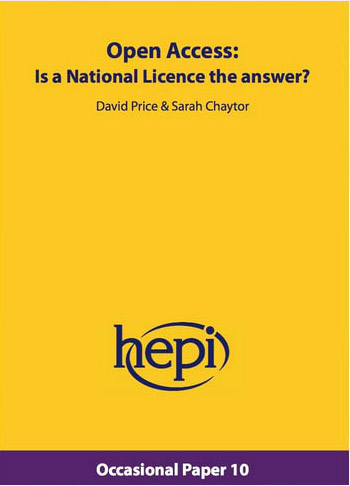 Open Access:
Is a National Licence the answer?
David Price & Sarah Chaytor
hepi
Occasional Paper 10